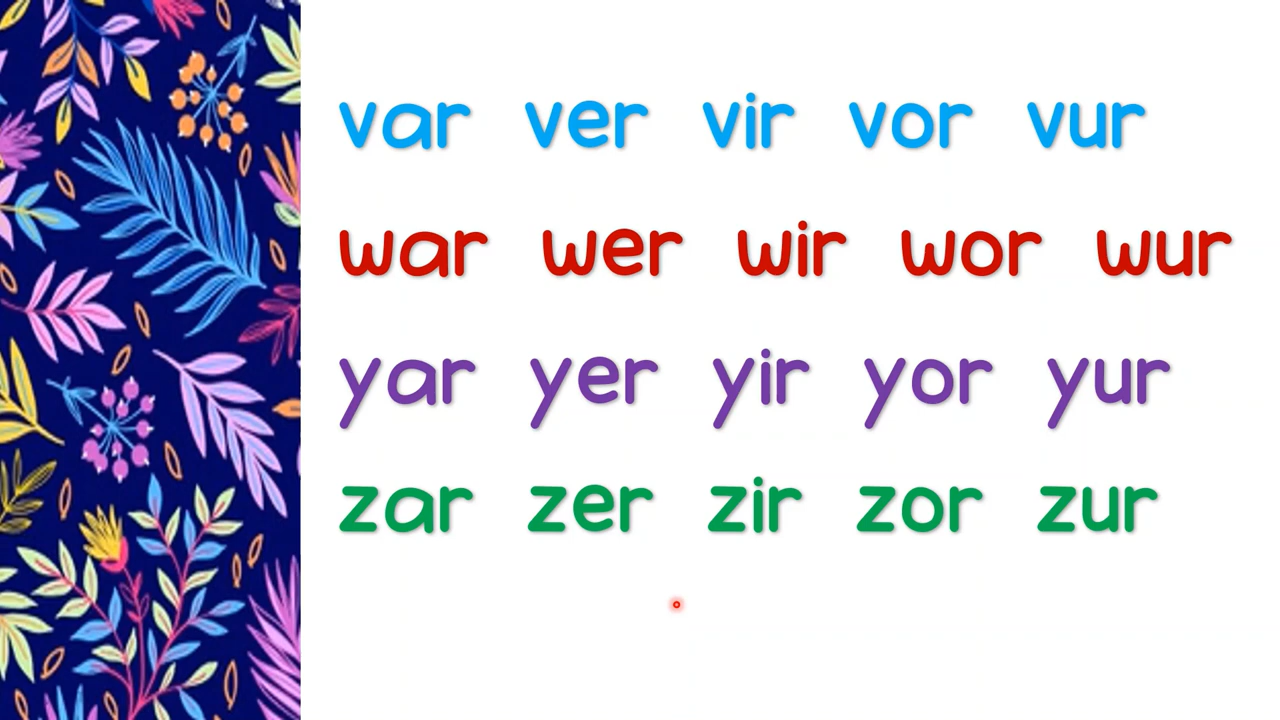 var ver vir vor vur
war wer wir wor wur
yar yer yir yor yur
zar zer zir zor zur